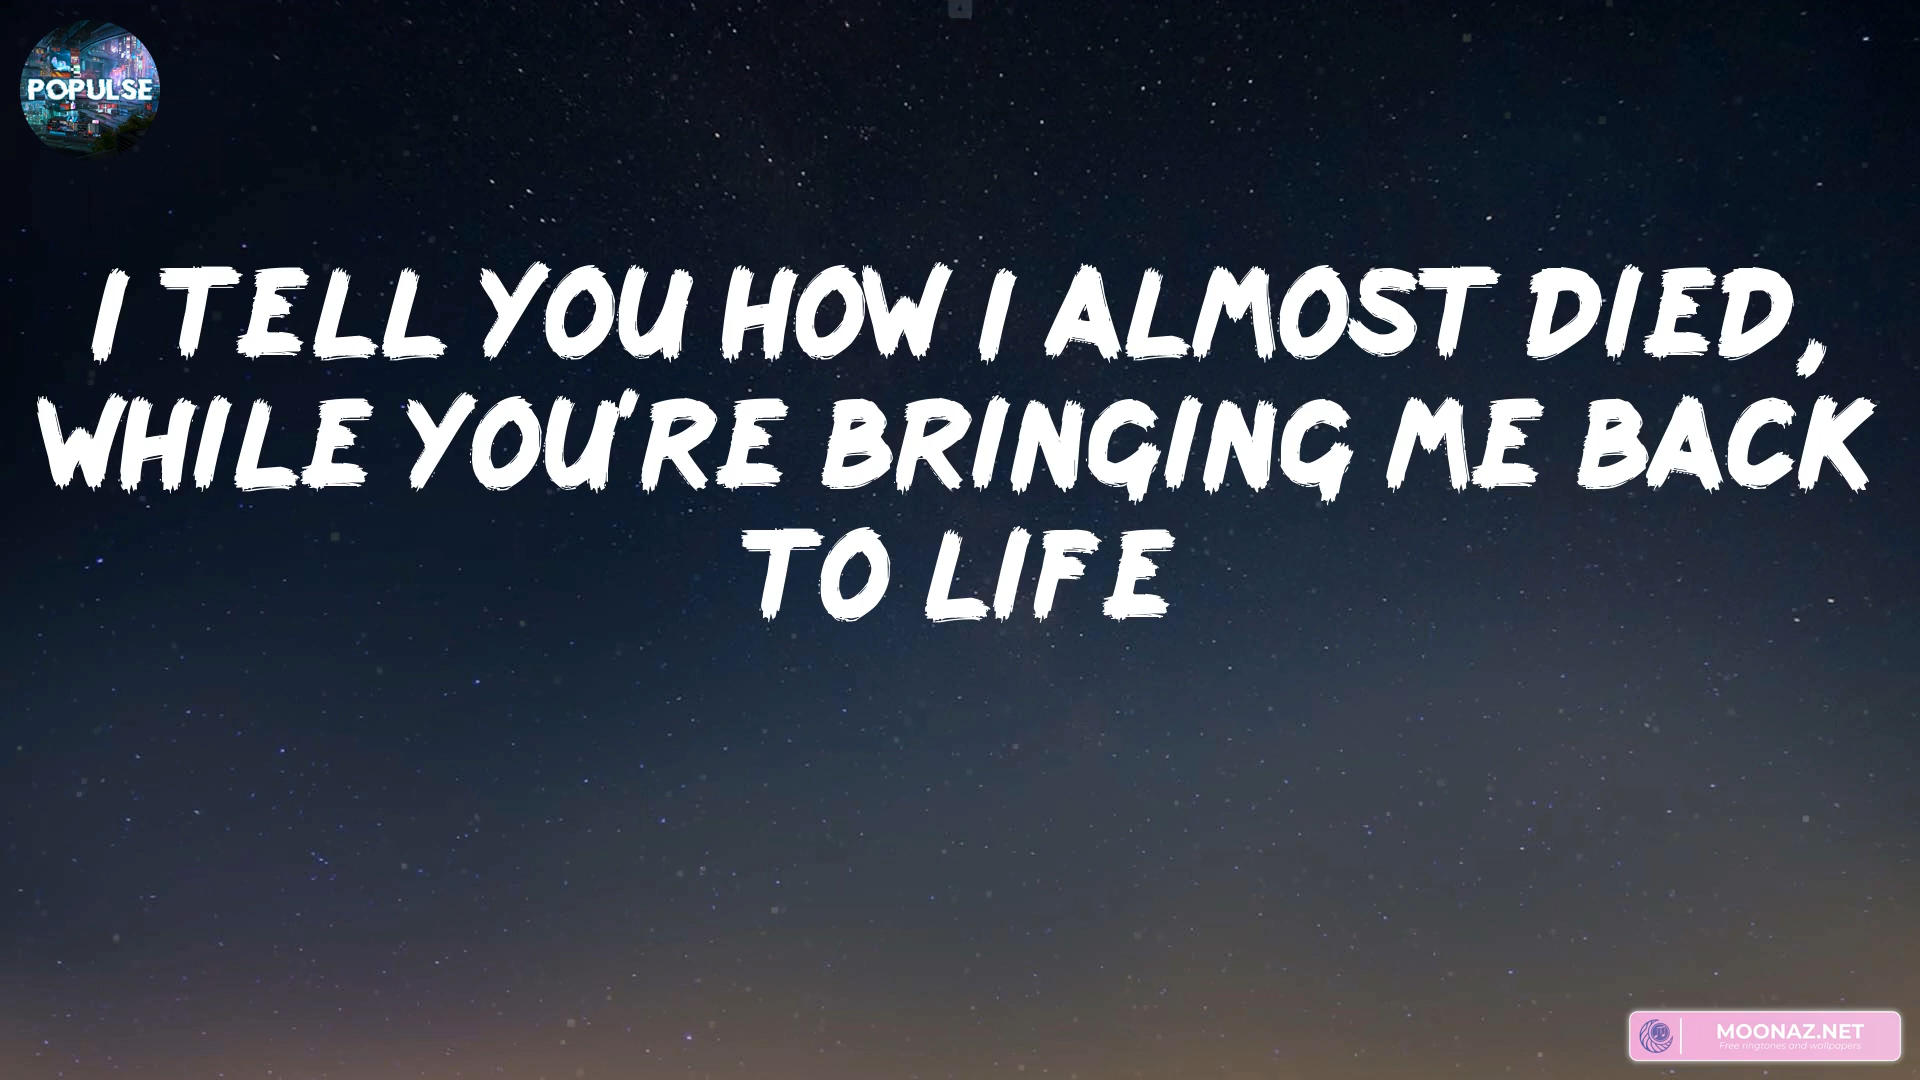 POPULSE
I TELL YOU HOW I ALMOST DIED,
WHILE YOU'RE BRINGING ME BACK
TO LIFE
MOONAZ.NET
Free ringtones and wallpapers